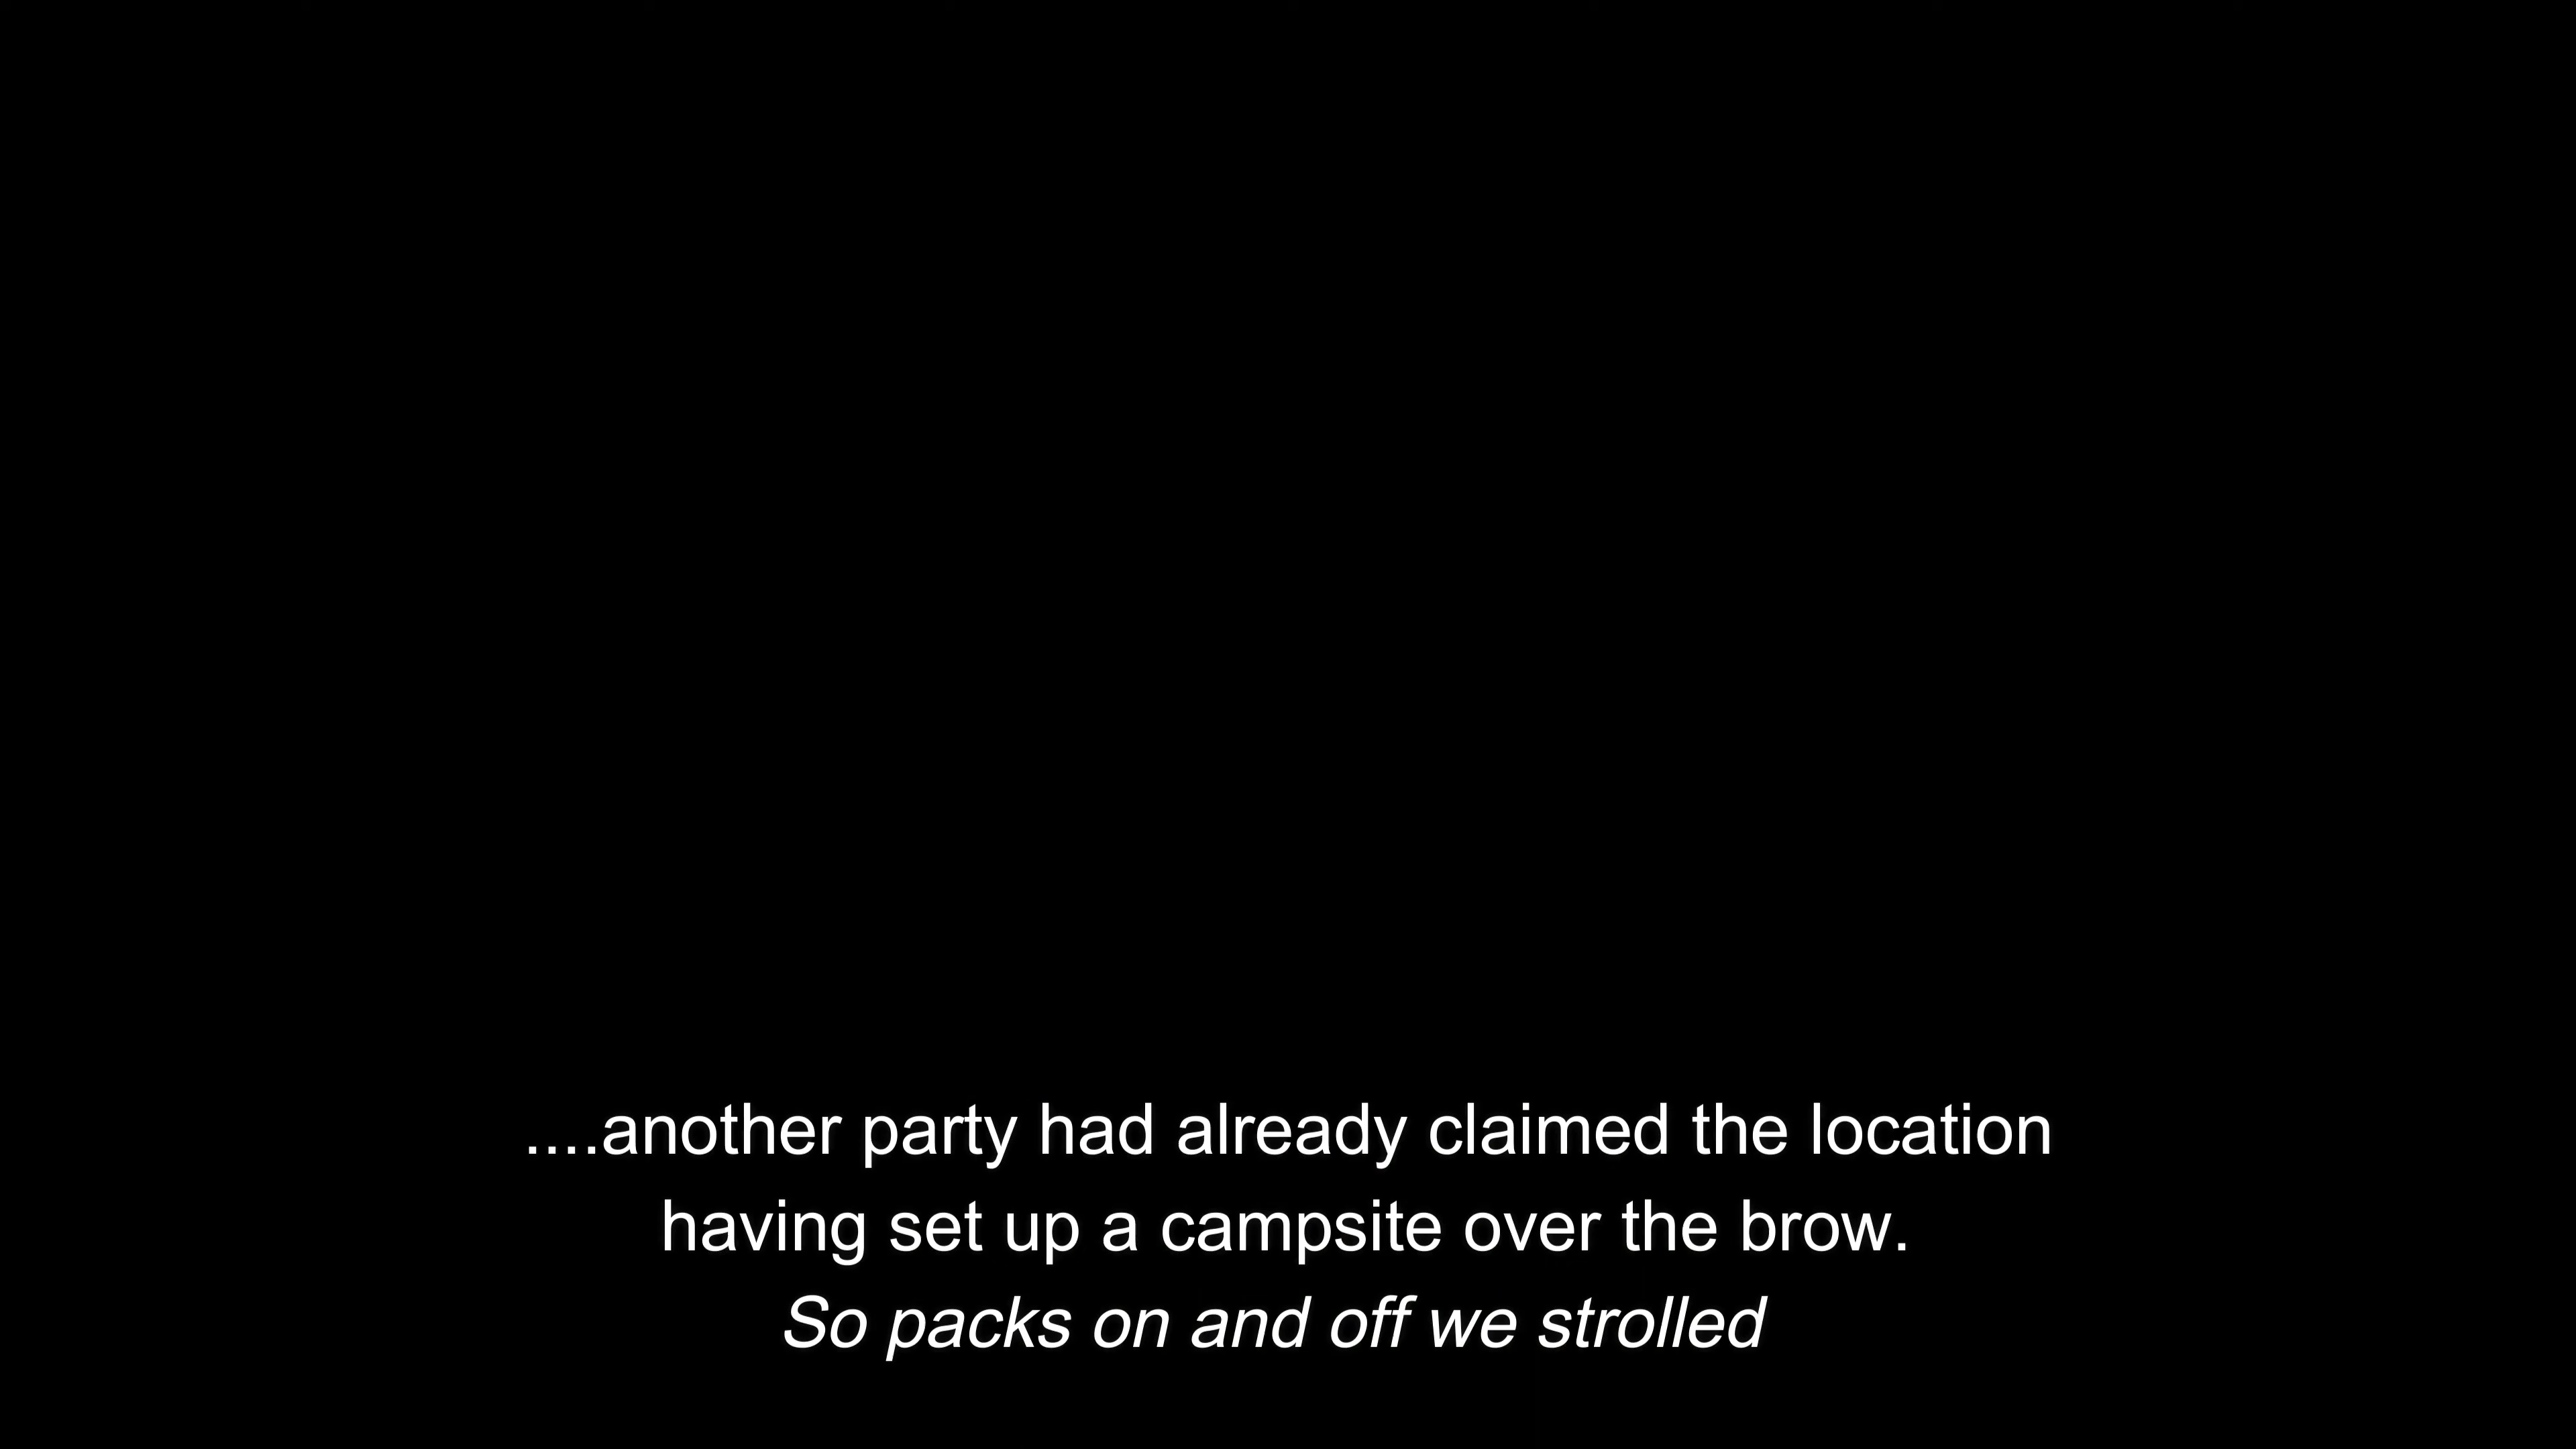 ....another party had already claimed the location
having set up a campsite over the brow.
So packs on and off we strolled